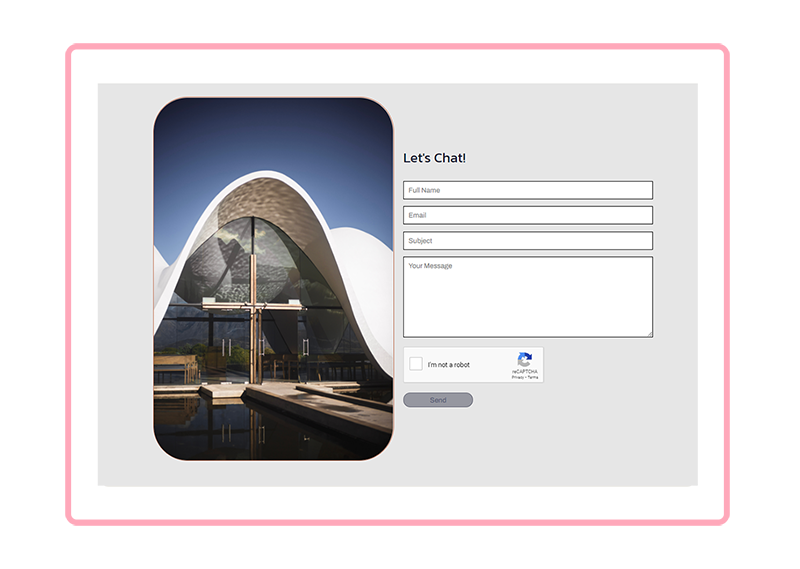 Let's Chat!
Full Name
Email
Subject
Your Message
I'm not a robot
reCAPTCHA
Privacy - Terms
Send